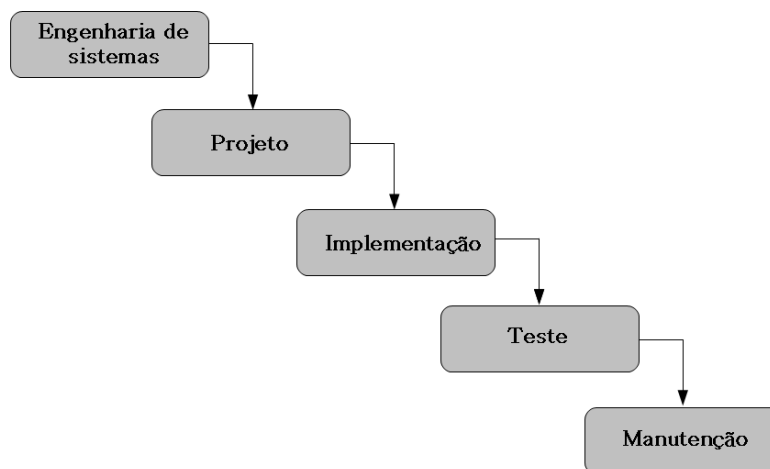 Engenharia de
sistemas
Projeto
Implementação
Teste
Manutenção